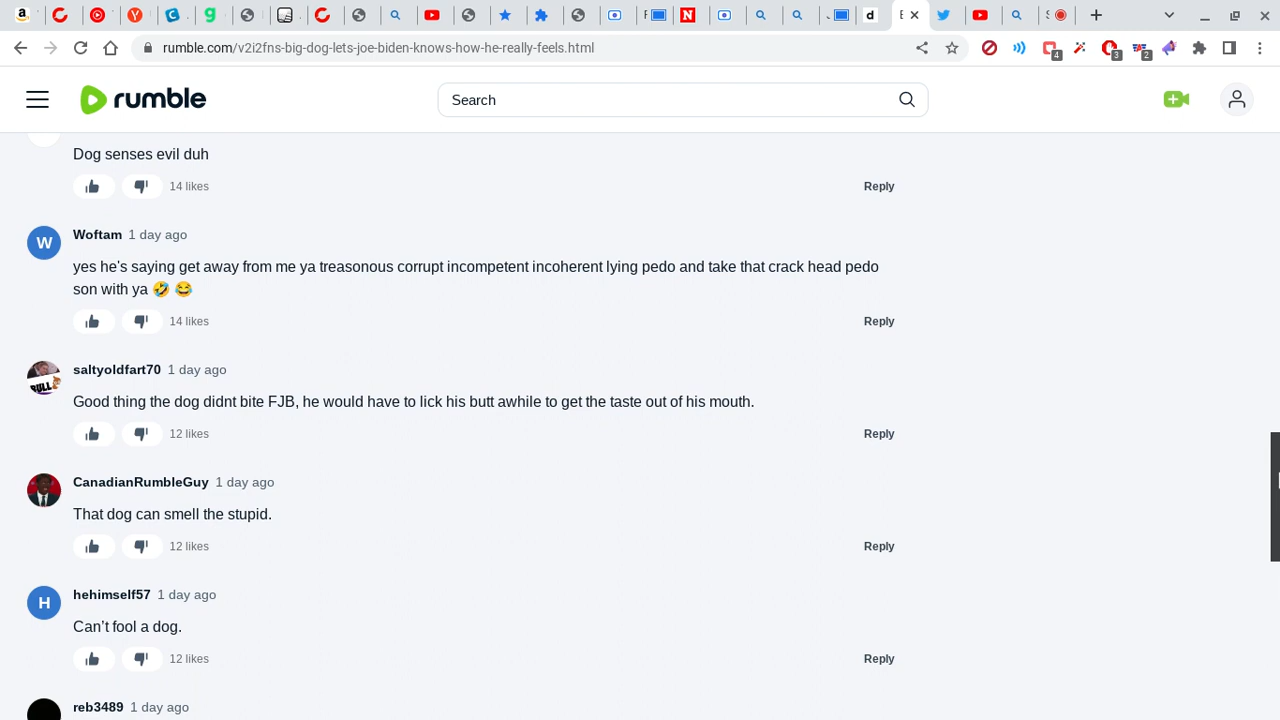 rumble.com/v2i2fns-big-dog-lets-joe-biden-knows-how-he-really-feels.html
4
3
2
rumble
Search
Dog senses evil duh
14 likes
Reply
W
Woftam 1 day ago
yes he's saying get away from me ya treasonous corrupt incompetent incoherent lying pedo and take that crack head pedo
son with ya 🤣 😂
14 likes
Reply
BULL
saltyoldfart70 1 day ago
Good thing the dog didnt bite FJB, he would have to lick his butt awhile to get the taste out of his mouth.
12 likes
Reply
CanadianRumbleGuy 1 day ago
That dog can smell the stupid.
12 likes
Reply
H
hehimself57 1 day ago
Can’t fool a dog.
12 likes
Reply
reb3489 1 day ago